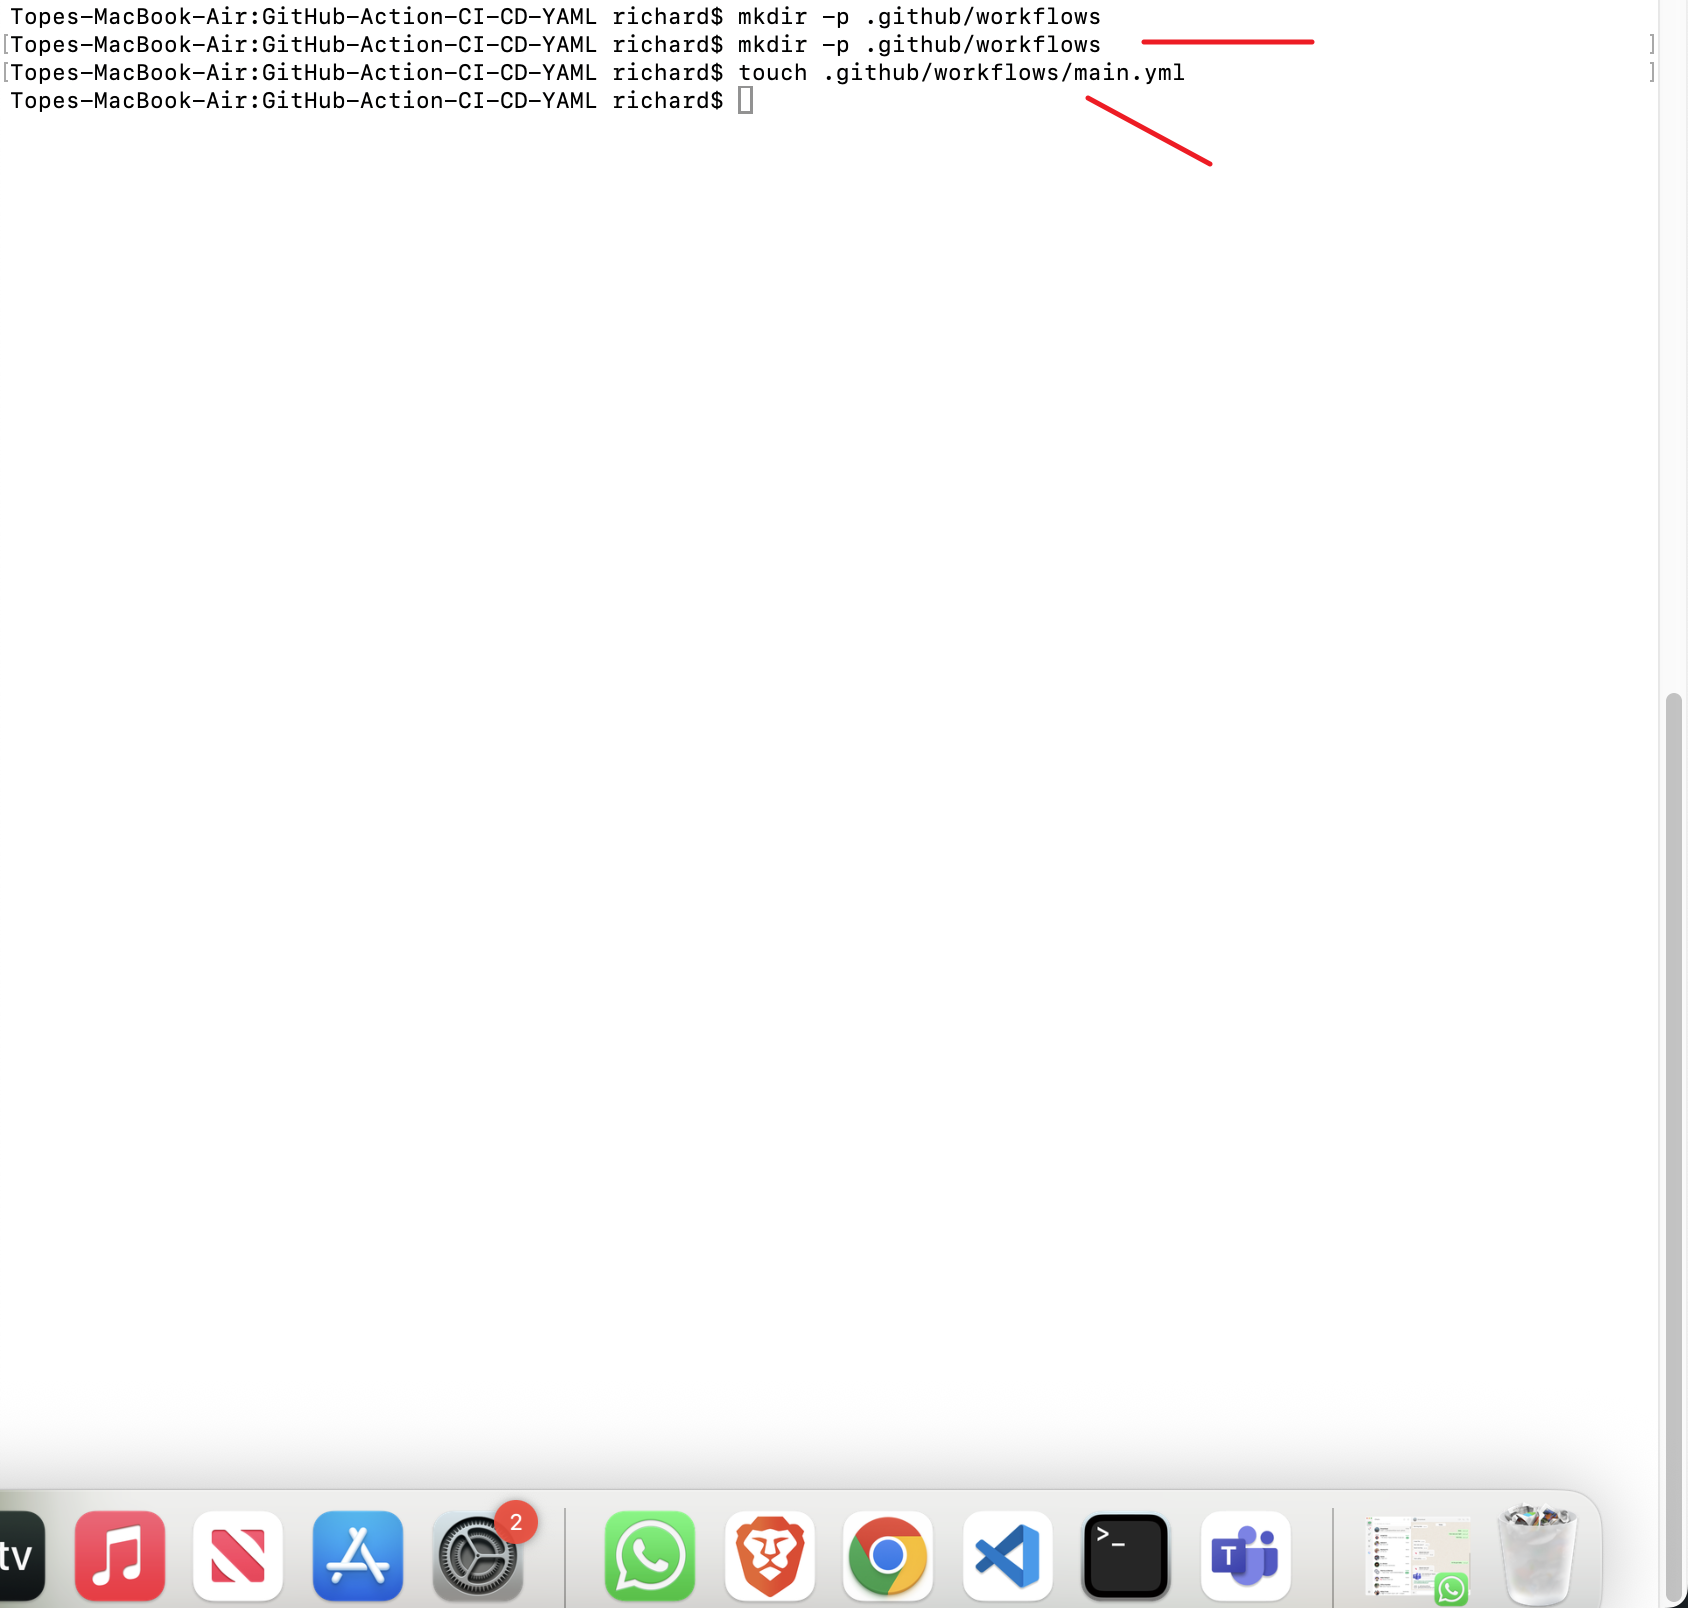 Topes-MacBook-Air:GitHub-Action-CI-CD-YAML richard$ mkdir -p .github/workflows
[Topes-MacBook-Air:GitHub-Action-CI-CD-YAML richard$ mkdir -p .github/workflows ]
[Topes-MacBook-Air:GitHub-Action-CI-CD-YAML richard$ touch .github/workflows/main.yml ]
Topes-MacBook-Air:GitHub-Action-CI-CD-YAML richard$
tv
2
>_
T